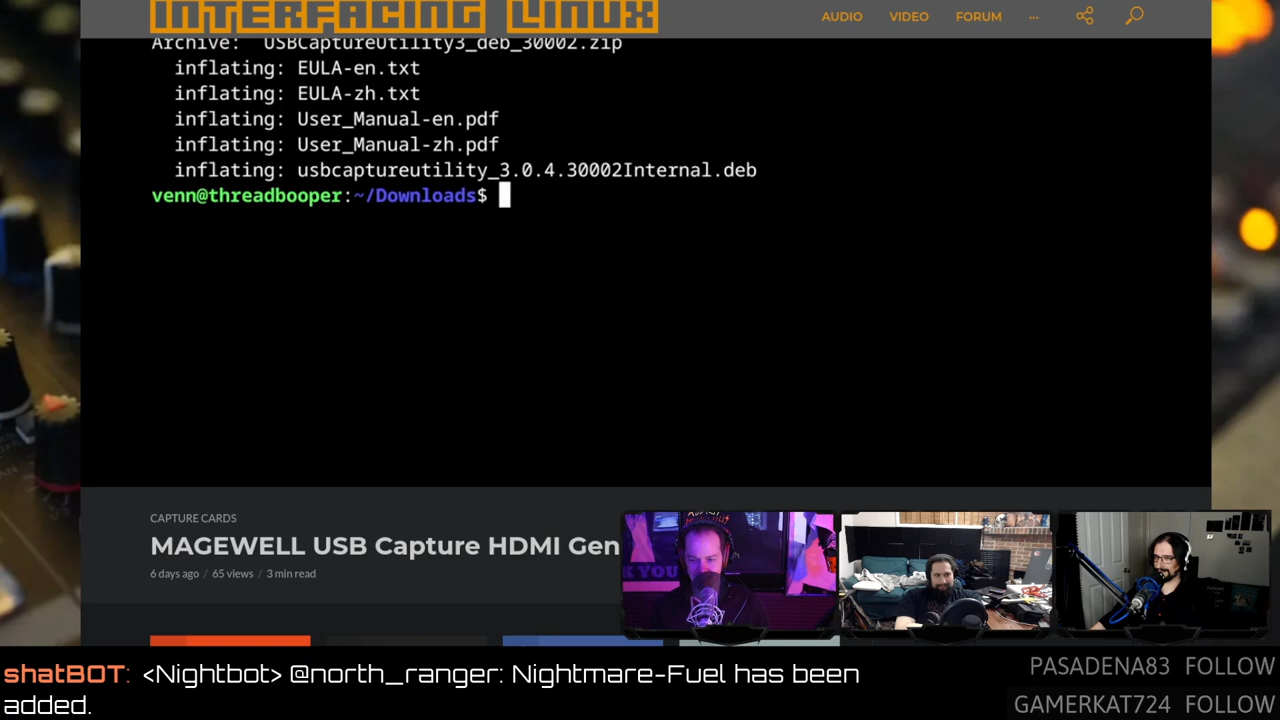 INTERFACING LINUX
AUDIO VIDEO FORUM ...
Archive: USBCaptureUtility3_deb_30002.zip
inflating: EULA-en.txt
inflating: EULA-zh.txt
inflating: User_Manual-en.pdf
inflating: User_Manual-zh.pdf
inflating: usbcaptureutility_3.0.4.30002Internal.deb
venn@threadbooper:~/Downloads$
CAPTURE CARDS
MAGEWELL USB Capture HDMI Gen
6 days ago / 65 views / 3 min read
YOU
shatBOT: <Nightbot> @north_ranger: Nightmare-Fuel has been
added.
PASADENA83 FOLLOW
GAMERKAT724 FOLLOW